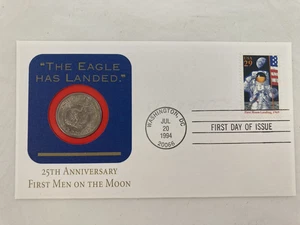 "THE EAGLE
HAS LANDED."
25TH ANNIVERSARY
FIRST MEN ON THE MOON
WASHINGTON, DC
JUL
20
1994
20066
FIRST DAY OF ISSUE
USA
29